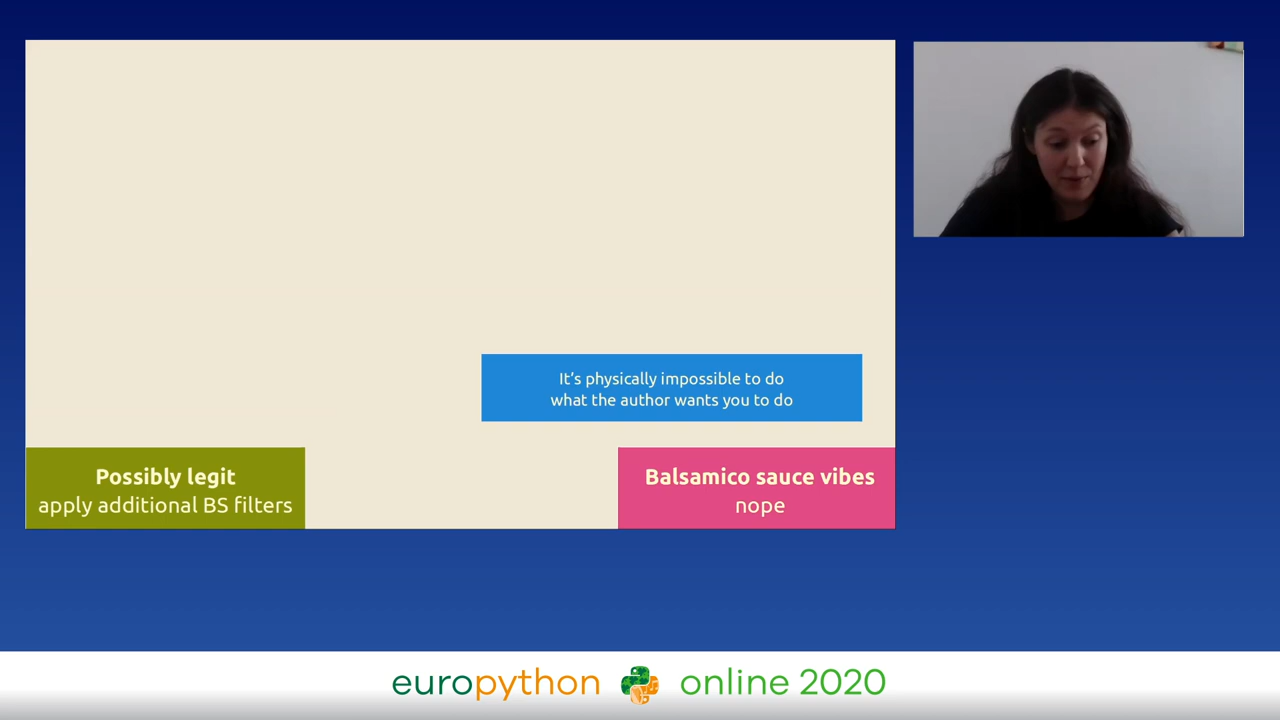 It's physically impossible to do
what the author wants you to do
Possibly legit
apply additional BS filters
Balsamico sauce vibes
nope
europython online 2020